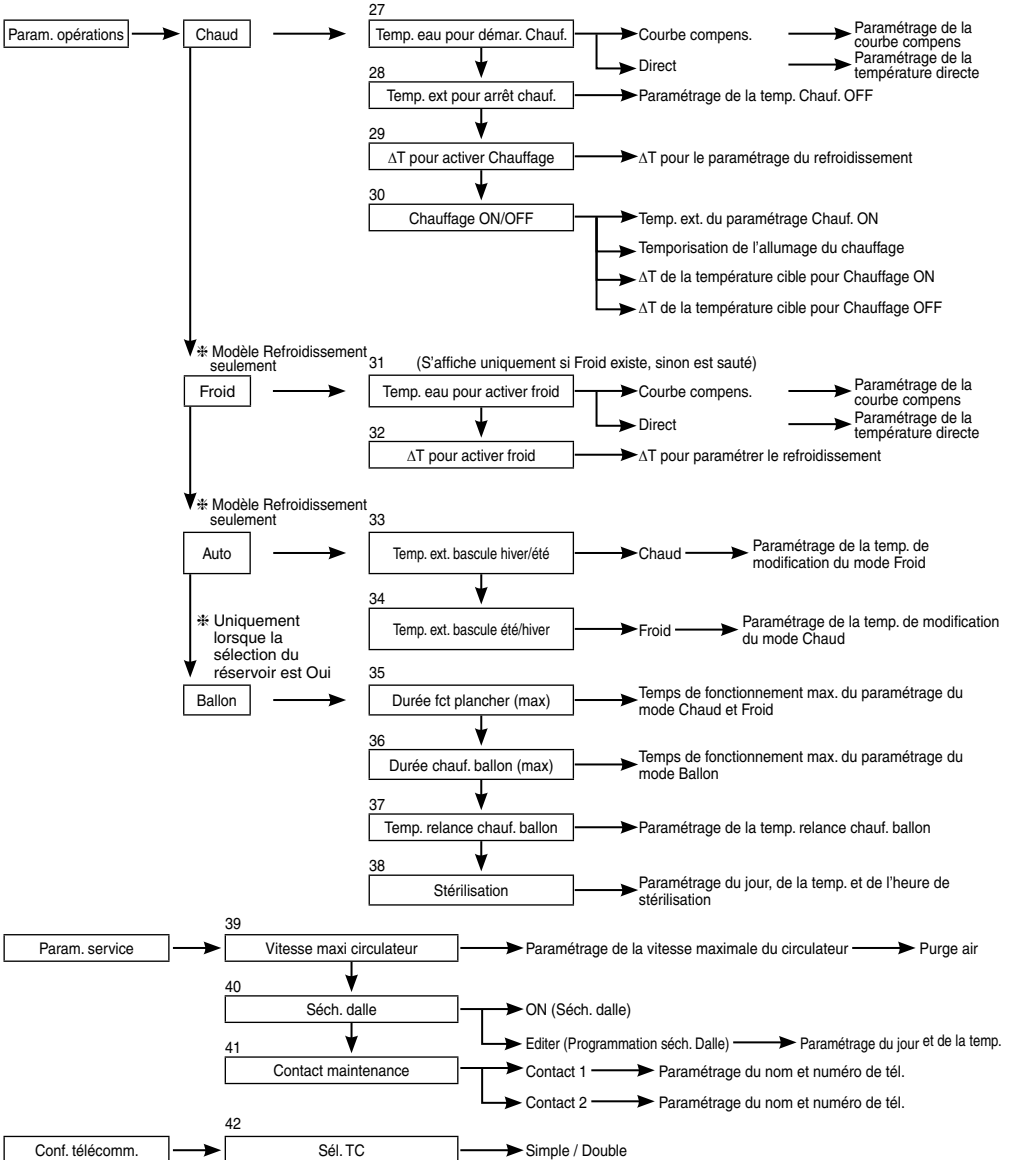 27
Param. opérations
Chaud
Temp. eau pour démar. Chauf.
Courbe compens.
Paramétrage de la
courbe compens
Direct
Paramétrage de la
température directe
28
Temp. ext pour arrêt chauf.
Paramétrage de la temp. Chauf. OFF
29
ΔT pour activer Chauffage
ΔT pour le paramétrage du refroidissement
30
Chauffage ON/OFF
Temp. ext. du paramétrage Chauf. ON
Temporisation de l'allumage du chauffage
ΔT de la température cible pour Chauffage ON
ΔT de la température cible pour Chauffage OFF
❉ Modèle Refroidissement
seulement
31
(S'affiche uniquement si Froid existe, sinon est sauté)
Froid
Temp. eau pour activer froid
Courbe compens.
Paramétrage de la
courbe compens
Direct
Paramétrage de la
température directe
32
ΔT pour activer froid
ΔT pour paramétrer le refroidissement
❉ Modèle Refroidissement
seulement
33
Auto
Temp. ext. bascule hiver/été
Chaud
Paramétrage de la temp. de
modification du mode Froid
34
Temp. ext. bascule été/hiver
Froid
Paramétrage de la temp. de modification
du mode Chaud
❉ Uniquement
lorsque la
sélection du
réservoir est Oui
35
Ballon
Durée fct plancher (max)
Temps de fonctionnement max. du paramétrage du
mode Chaud et Froid
36
Durée chauf. ballon (max)
Temps de fonctionnement max. du paramétrage du
mode Ballon
37
Temp. relance chauf. ballon
Paramétrage de la temp. relance chauf. ballon
38
Stérilisation
Paramétrage du jour, de la temp. et de l'heure de
stérilisation
39
Param. service
Vitesse maxi circulateur
Paramétrage de la vitesse maximale du circulateur
Purge air
40
Séch. dalle
ON (Séch. dalle)
Editer (Programmation séch. Dalle)
Paramétrage du jour et de la temp.
41
Contact maintenance
Contact 1
Paramétrage du nom et numéro de tél.
Contact 2
Paramétrage du nom et numéro de tél.
42
Conf. télécomm.
Sél. TC
Simple / Double